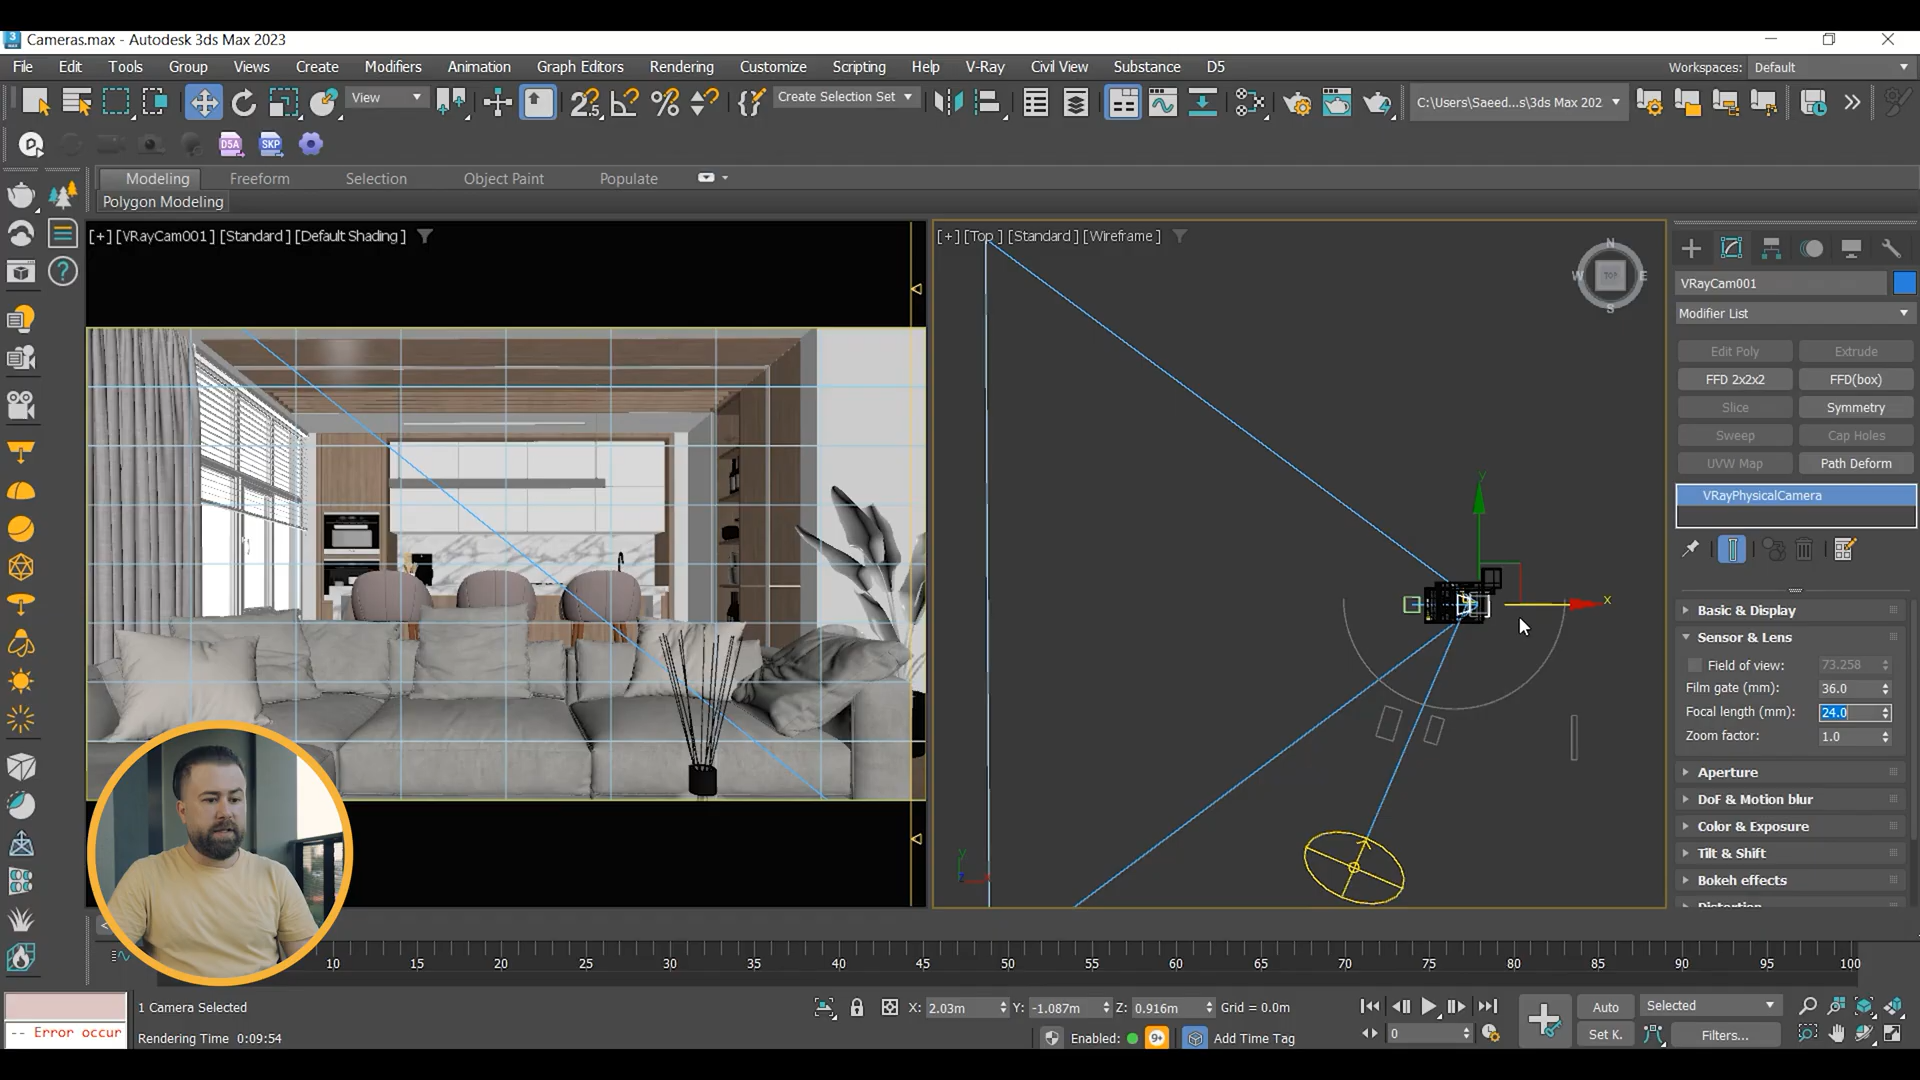 Cameras.max - Autodesk 3ds Max 2023
File Edit Tools Group Views Create Modifiers Animation Graph Editors Rendering Customize Scripting Help V-Ray Civil View Substance D5
Workspaces: Default
View
Create Selection Set
C:\Users\Saeed...s\3ds Max 202
D5A SKP
Modeling Freeform Selection Object Paint Populate
Polygon Modeling
[+] [VRayCam001] [Standard] [Default Shading]
[+] [Top] [Standard] [Wireframe]
N
W TOP E
S
VRayCam001
Modifier List
Edit Poly Extrude
FFD 2x2x2 FFD(box)
Slice Symmetry
Sweep Cap Holes
UVW Map Path Deform
VRayPhysicalCamera
y
x
Basic & Display
Sensor & Lens
Field of view: 73.258
Film gate (mm): 36.0
Focal length (mm): 24.0
Zoom factor: 1.0
Aperture
DoF & Motion blur
Color & Exposure
Tilt & Shift
Bokeh effects
10 15 20 25 30 35 40 45 50 55 60 65 70 75 80 85 90 95 100
1 Camera Selected
X: 2.03m Y: -1.087m Z: 0.916m Grid = 0.0m
Auto Selected
-- Error occur
Rendering Time 0:09:54
Enabled: 9+ Add Time Tag
0
Set K. Filters...